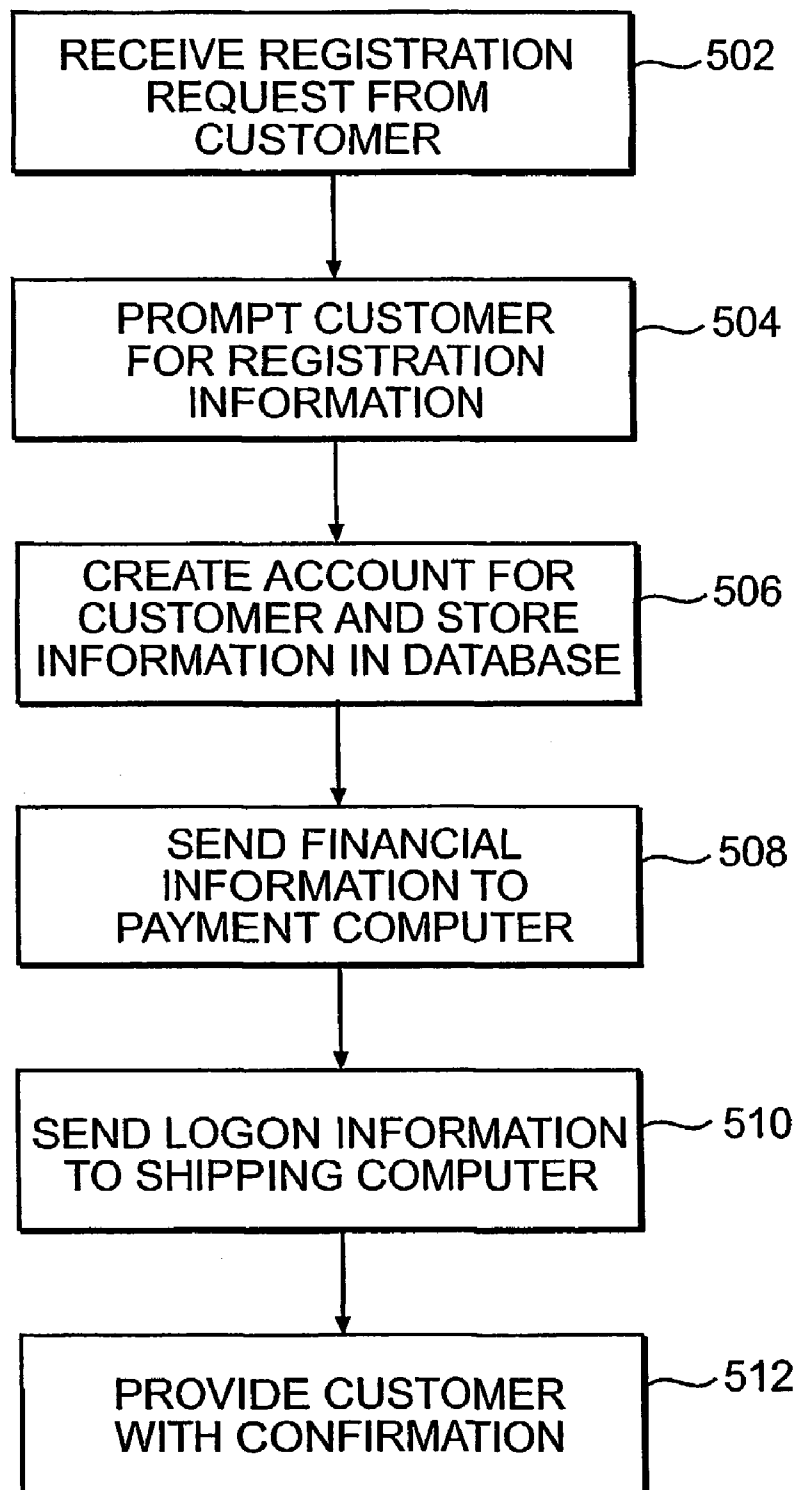 RECEIVE REGISTRATION
REQUEST FROM
CUSTOMER
502
PROMPT CUSTOMER
FOR REGISTRATION
INFORMATION
504
CREATE ACCOUNT FOR
CUSTOMER AND STORE
INFORMATION IN DATABASE
506
SEND FINANCIAL
INFORMATION TO
PAYMENT COMPUTER
508
SEND LOGON INFORMATION
TO SHIPPING COMPUTER
510
PROVIDE CUSTOMER
WITH CONFIRMATION
512